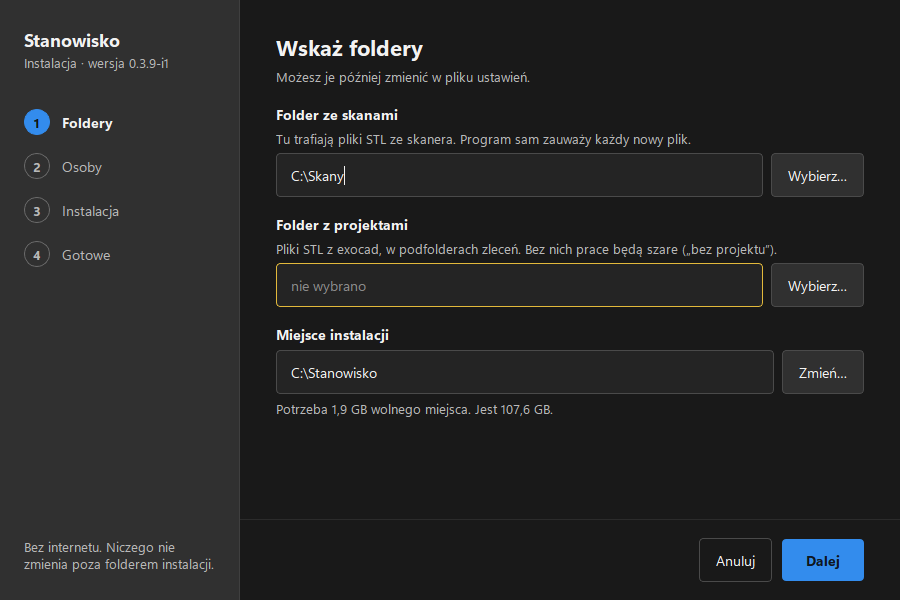 Stanowisko
Instalacja · wersja 0.3.9-i1
1 Foldery
2 Osoby
3 Instalacja
4 Gotowe
Bez internetu. Niczego nie
zmienia poza folderem instalacji.
Wskaż foldery
Możesz je później zmienić w pliku ustawień.
Folder ze skanami
Tu trafiają pliki STL ze skanera. Program sam zauważy każdy nowy plik.
C:\Skany
Wybierz...
Folder z projektami
Pliki STL z exocad, w podfolderach zleceń. Bez nich prace będą szare („bez projektu”).
nie wybrano
Wybierz...
Miejsce instalacji
C:\Stanowisko
Zmień...
Potrzeba 1,9 GB wolnego miejsca. Jest 107,6 GB.
Anuluj
Dalej